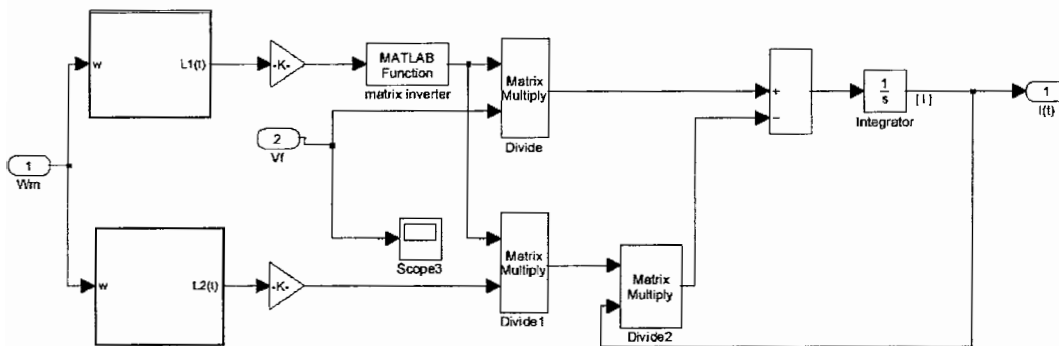 w
L1(t)
-K-
MATLAB
Function
matrix inverter
Matrix
Multiply
Divide
2
Vf
1
Wm
+
−
1
s
Integrator
[ I ]
1
I(t)
Scope3
w
L2(t)
-K-
Matrix
Multiply
Divide1
Matrix
Multiply
Divide2